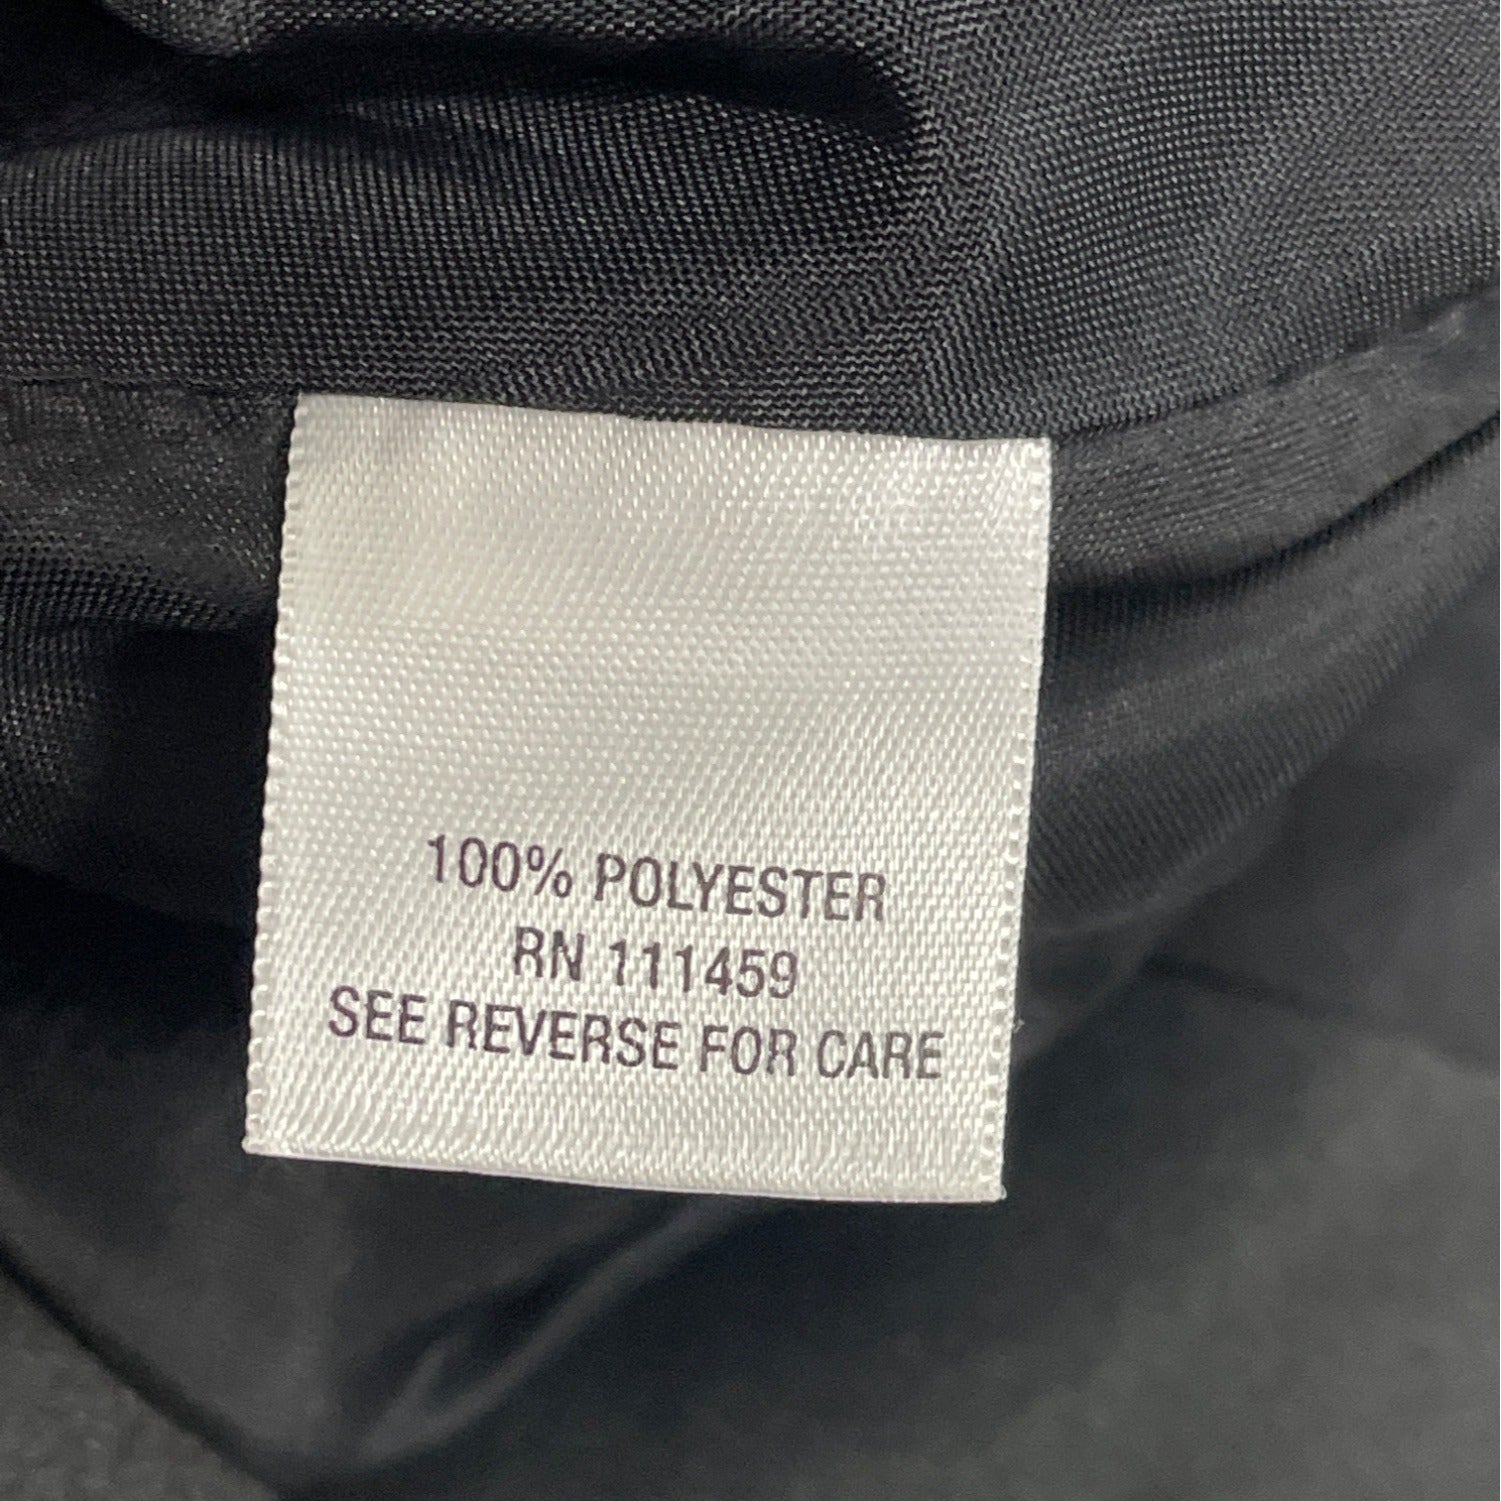 100% POLYESTER
RN 111459
SEE REVERSE FOR CARE